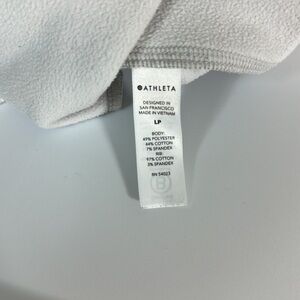 ATHLETA
DESIGNED IN
SAN FRANCISCO
MADE IN VIETNAM
LP
BODY:
49% POLYESTER
44% COTTON
7% SPANDEX
RIB:
97% COTTON
3% SPANDEX
B
BN 54023